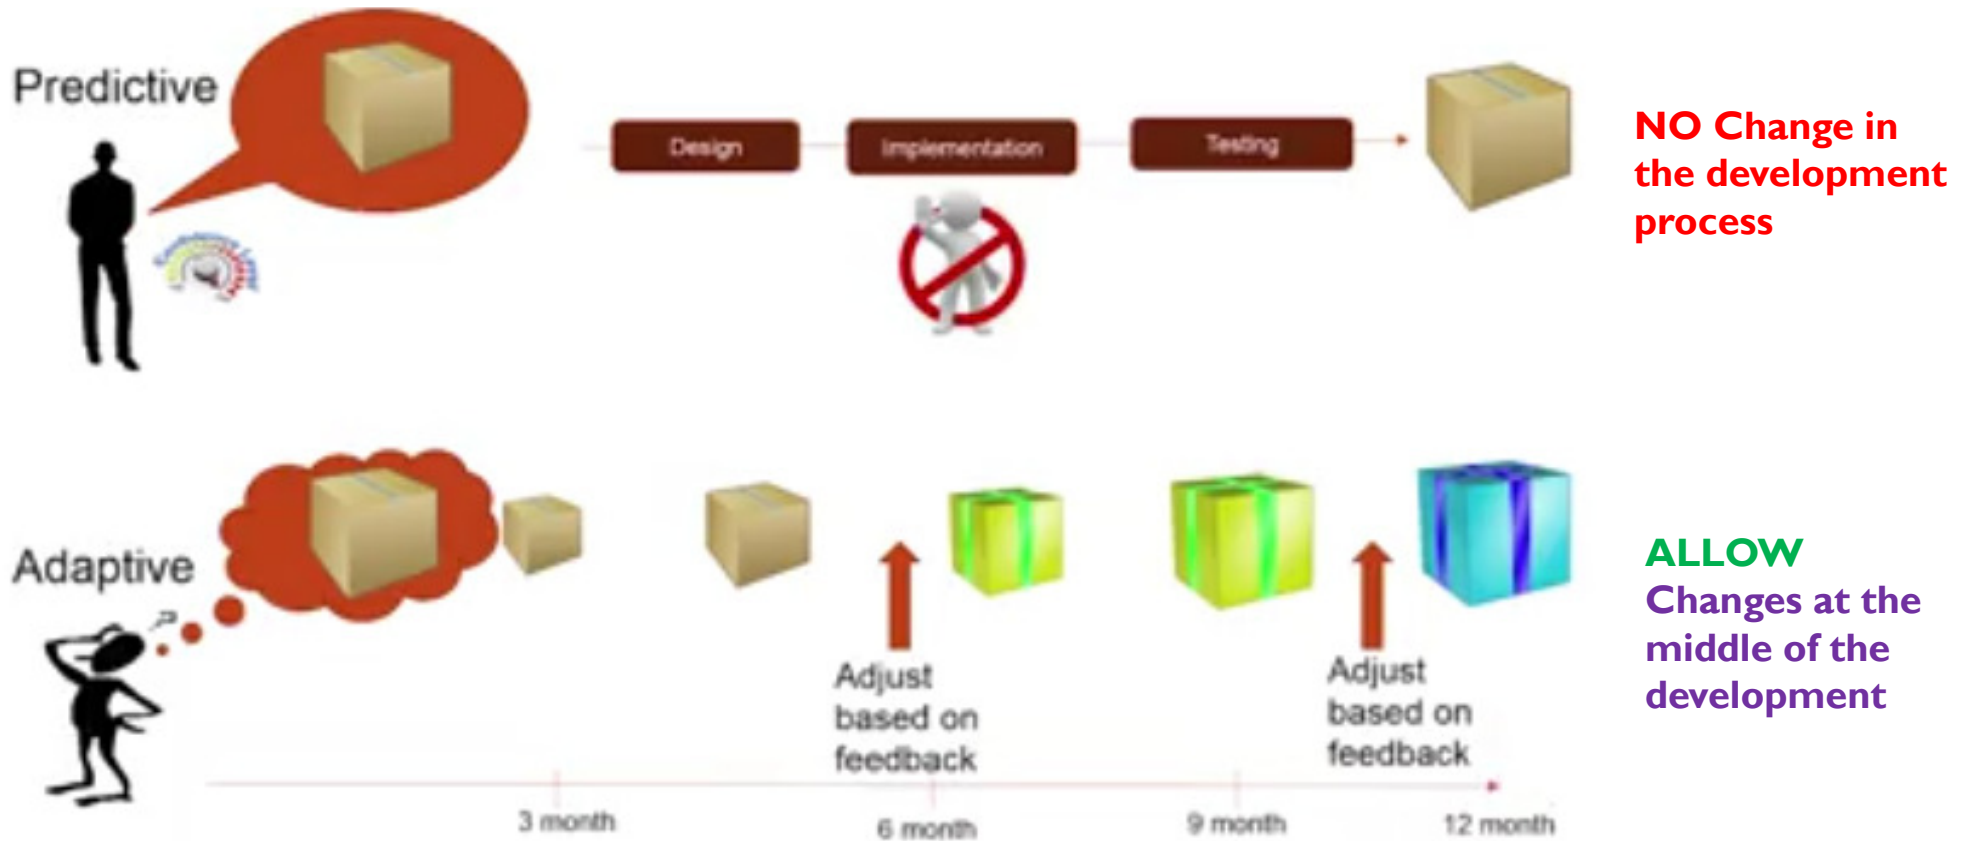 Predictive
Design
Implementation
Testing
NO Change in
the development
process
Adaptive
Adjust
based on
feedback
Adjust
based on
feedback
ALLOW
Changes at the
middle of the
development
3 month
6 month
9 month
12 month